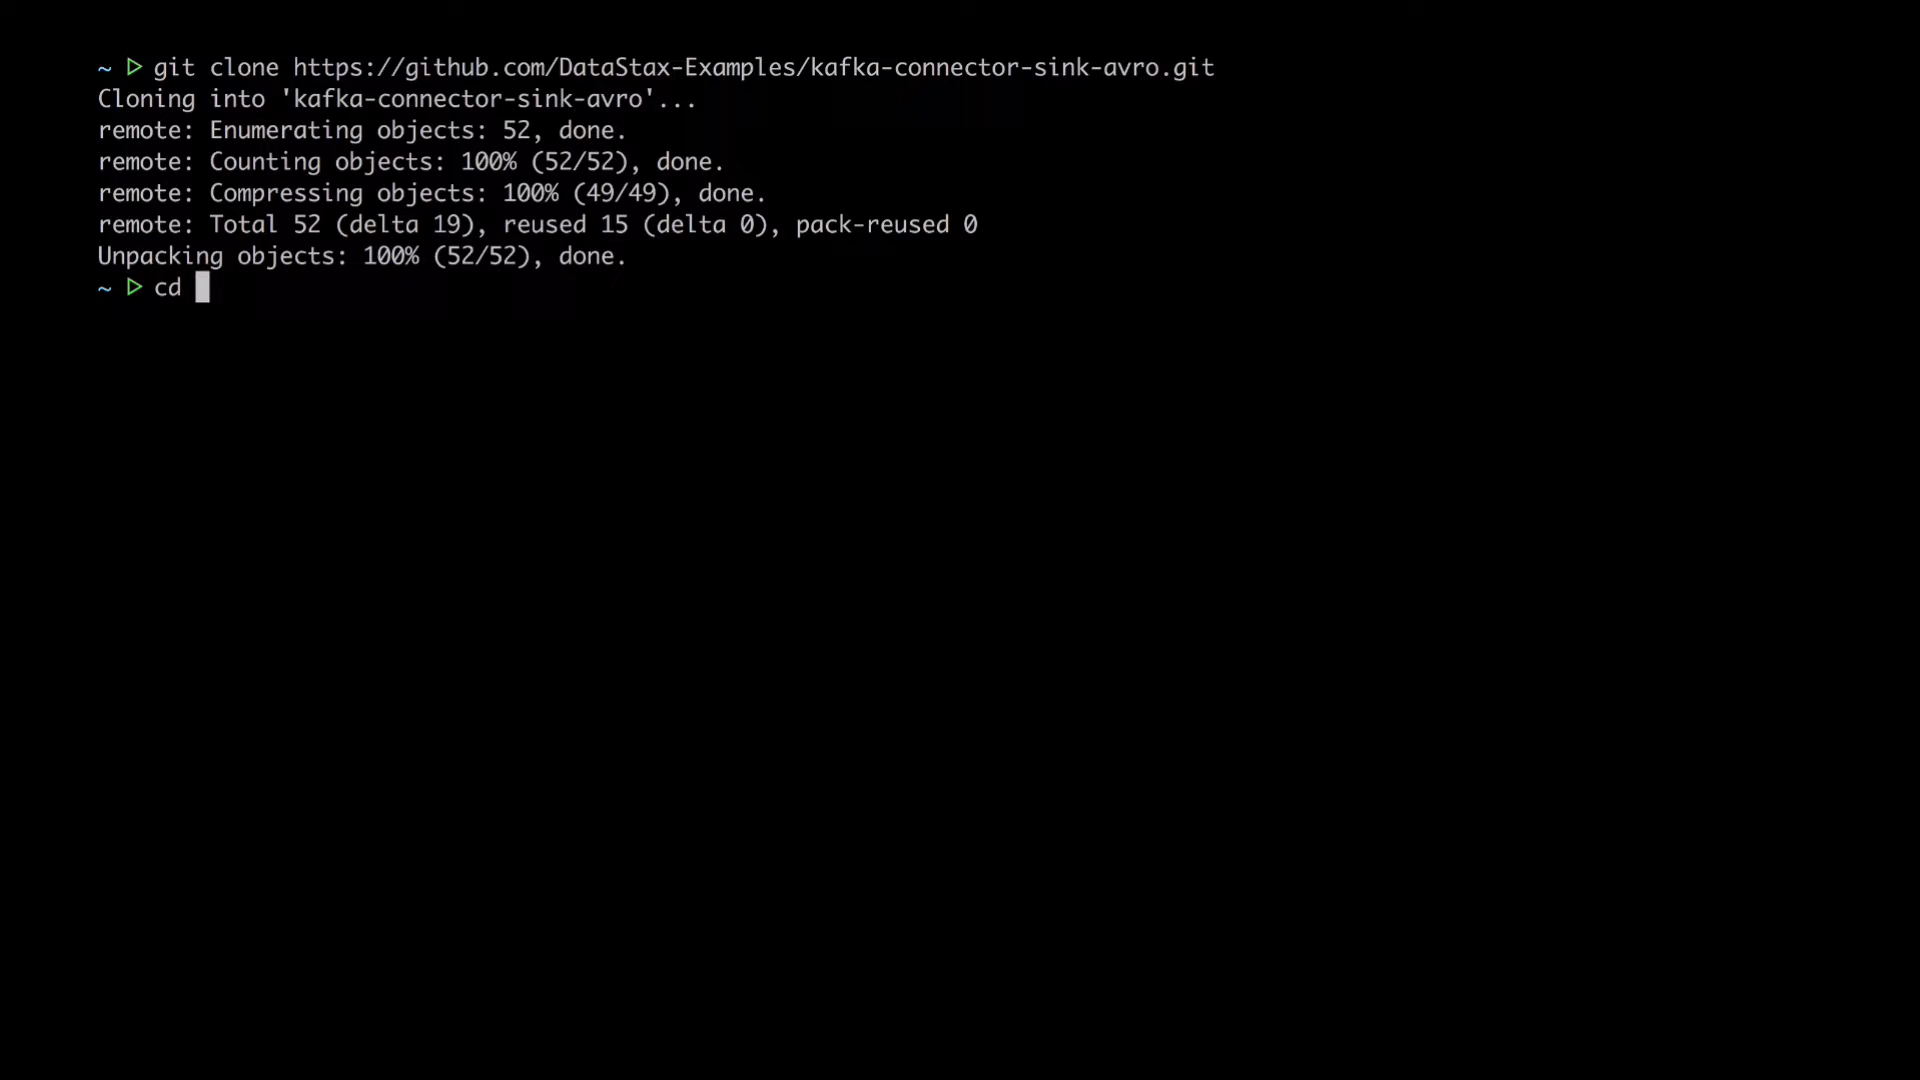 ~ ▷ git clone https://github.com/DataStax-Examples/kafka-connector-sink-avro.git
Cloning into 'kafka-connector-sink-avro'...
remote: Enumerating objects: 52, done.
remote: Counting objects: 100% (52/52), done.
remote: Compressing objects: 100% (49/49), done.
remote: Total 52 (delta 19), reused 15 (delta 0), pack-reused 0
Unpacking objects: 100% (52/52), done.
~ ▷ cd